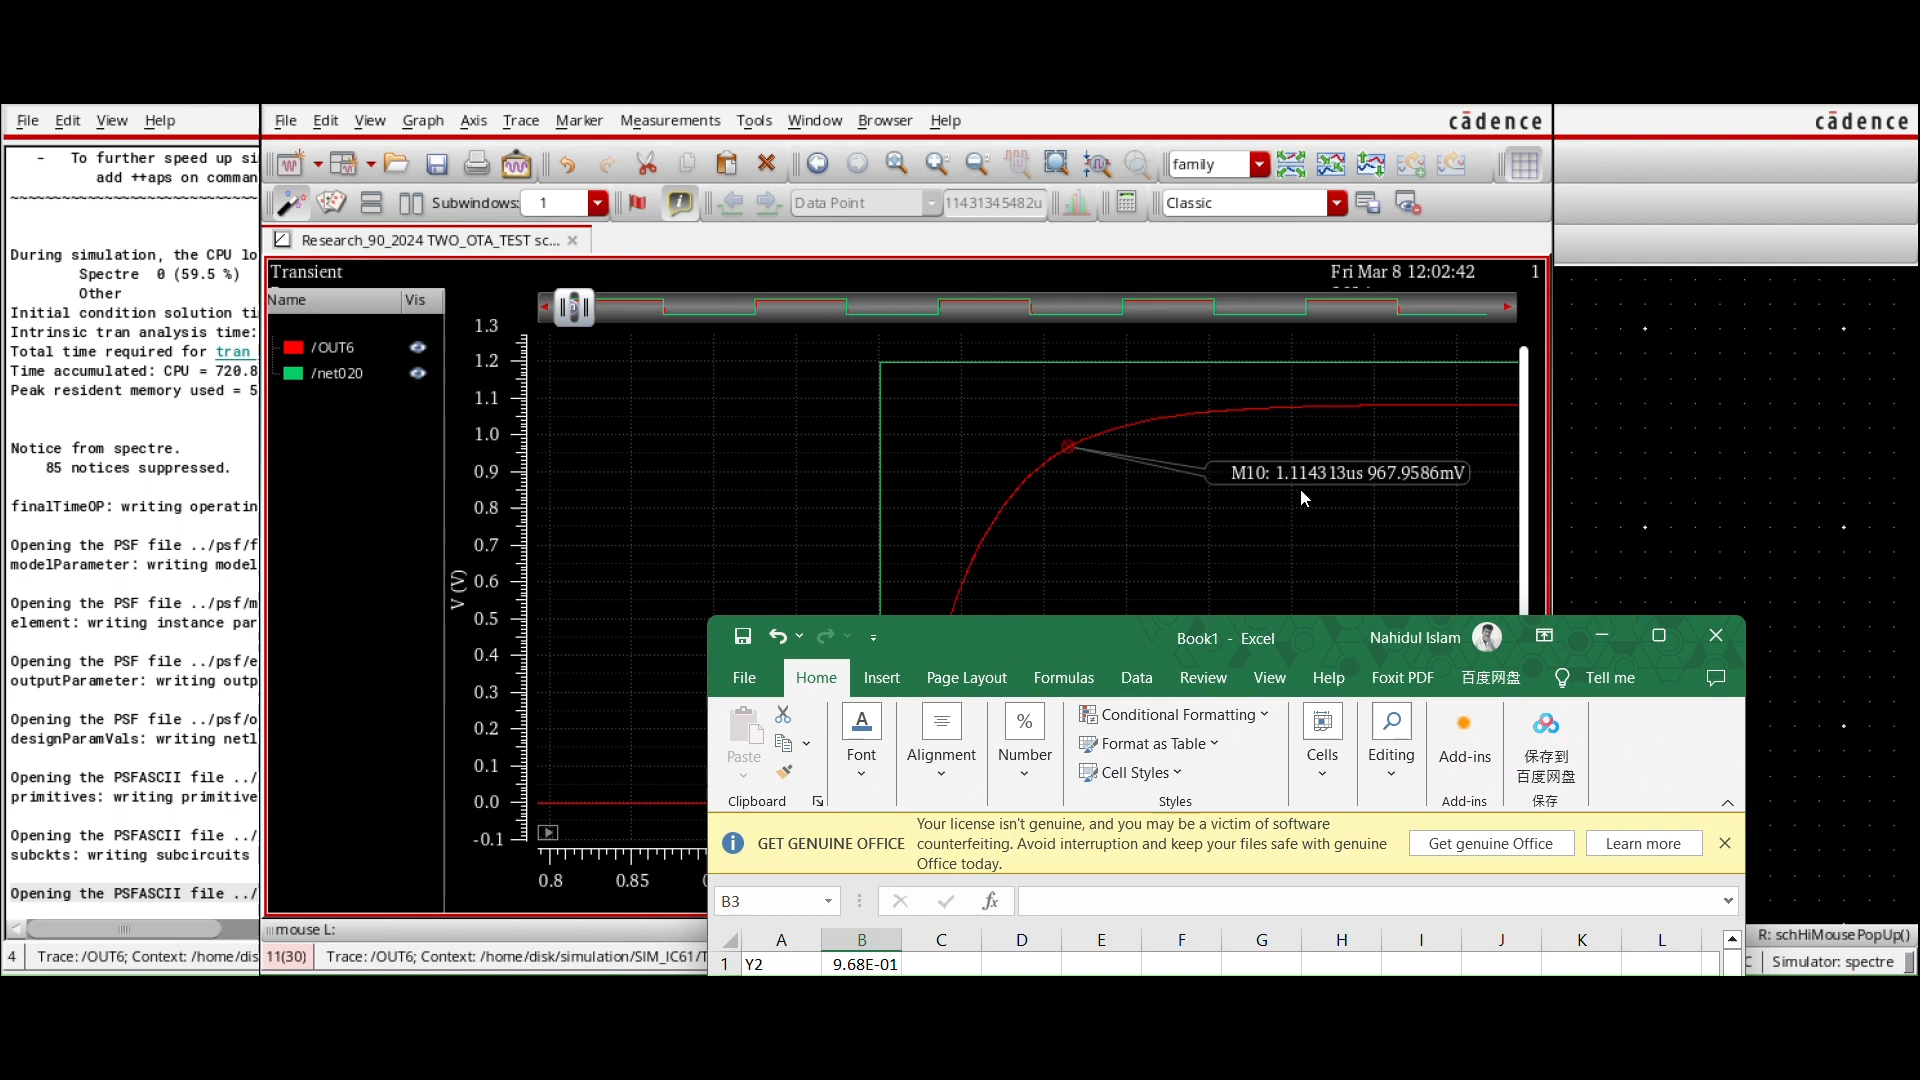 File Edit View Help
- To further speed up si
add ++aps on comman
During simulation, the CPU lo
Spectre 0 (59.5 %)
Other
Initial condition solution ti
Intrinsic tran analysis time:
Total time required for tran
Time accumulated: CPU = 720.8
Peak resident memory used = 5
Notice from spectre.
85 notices suppressed.
finalTimeOP: writing operatin
Opening the PSF file ../psf/f
modelParameter: writing model
Opening the PSF file ../psf/m
element: writing instance par
Opening the PSF file ../psf/e
outputParameter: writing outp
Opening the PSF file ../psf/o
designParamVals: writing netl
Opening the PSFASCII file ../
primitives: writing primitive
Opening the PSFASCII file ../
subckts: writing subcircuits
Opening the PSFASCII file ../
4 Trace: /OUT6; Context: /home/dis
File Edit View Graph Axis Trace Marker Measurements Tools Window Browser Help
cādence
family
Subwindows: 1
Data Point
11431345482u
Classic
Research_90_2024 TWO_OTA_TEST sc...
Transient
Fri Mar 8 12:02:42
1
Name Vis
/OUT6
/net020
1.3
1.2
1.1
1.0
0.9
0.8
0.7
0.6
0.5
0.4
0.3
0.2
0.1
0.0
-0.1
V (V)
M10: 1.114313us 967.9586mV
0.8 0.85
mouse L:
11(30) Trace: /OUT6; Context: /home/disk/simulation/SIM_IC61/T
cādence
R: schHiMousePopUp()
C Simulator: spectre
Book1 - Excel
Nahidul Islam
File Home Insert Page Layout Formulas Data Review View Help Foxit PDF 百度网盘 Tell me
Paste
Clipboard
Font
Alignment
%
Number
Conditional Formatting
Format as Table
Cell Styles
Styles
Cells
Editing
Add-ins
Add-ins
保存到
百度网盘
保存
GET GENUINE OFFICE
Your license isn't genuine, and you may be a victim of software
counterfeiting. Avoid interruption and keep your files safe with genuine
Office today.
Get genuine Office
Learn more
B3
fx
A B C D E F G H I J K L
1 Y2 9.68E-01